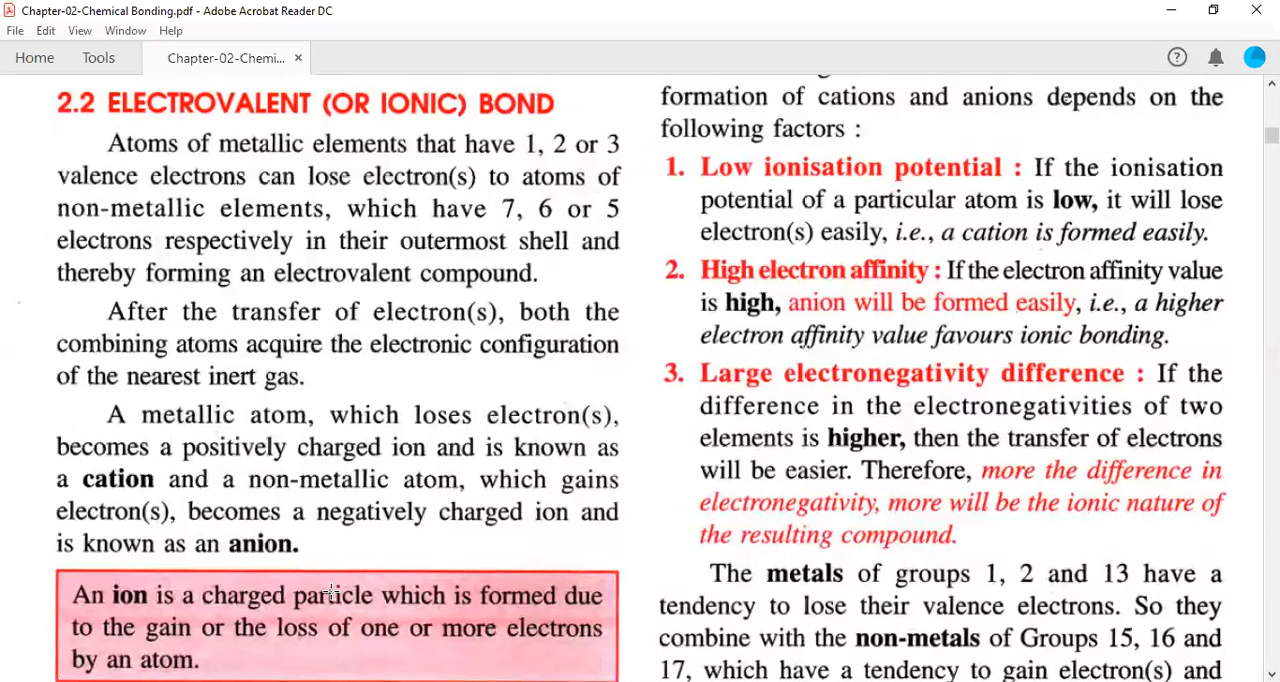 Chapter-02-Chemical Bonding.pdf - Adobe Acrobat Reader DC
File Edit View Window Help
Home Tools Chapter-02-Chemi... ×
2.2 ELECTROVALENT (OR IONIC) BOND
Atoms of metallic elements that have 1, 2 or 3
valence electrons can lose electron(s) to atoms of
non-metallic elements, which have 7, 6 or 5
electrons respectively in their outermost shell and
thereby forming an electrovalent compound.
After the transfer of electron(s), both the
combining atoms acquire the electronic configuration
of the nearest inert gas.
A metallic atom, which loses electron(s),
becomes a positively charged ion and is known as
a cation and a non-metallic atom, which gains
electron(s), becomes a negatively charged ion and
is known as an anion.
An ion is a charged particle which is formed due
to the gain or the loss of one or more electrons
by an atom.
formation of cations and anions depends on the
following factors :
1. Low ionisation potential : If the ionisation
potential of a particular atom is low, it will lose
electron(s) easily, i.e., a cation is formed easily.
2. High electron affinity : If the electron affinity value
is high, anion will be formed easily, i.e., a higher
electron affinity value favours ionic bonding.
3. Large electronegativity difference : If the
difference in the electronegativities of two
elements is higher, then the transfer of electrons
will be easier. Therefore, more the difference in
electronegativity, more will be the ionic nature of
the resulting compound.
The metals of groups 1, 2 and 13 have a
tendency to lose their valence electrons. So they
combine with the non-metals of Groups 15, 16 and
17, which have a tendency to gain electron(s) and